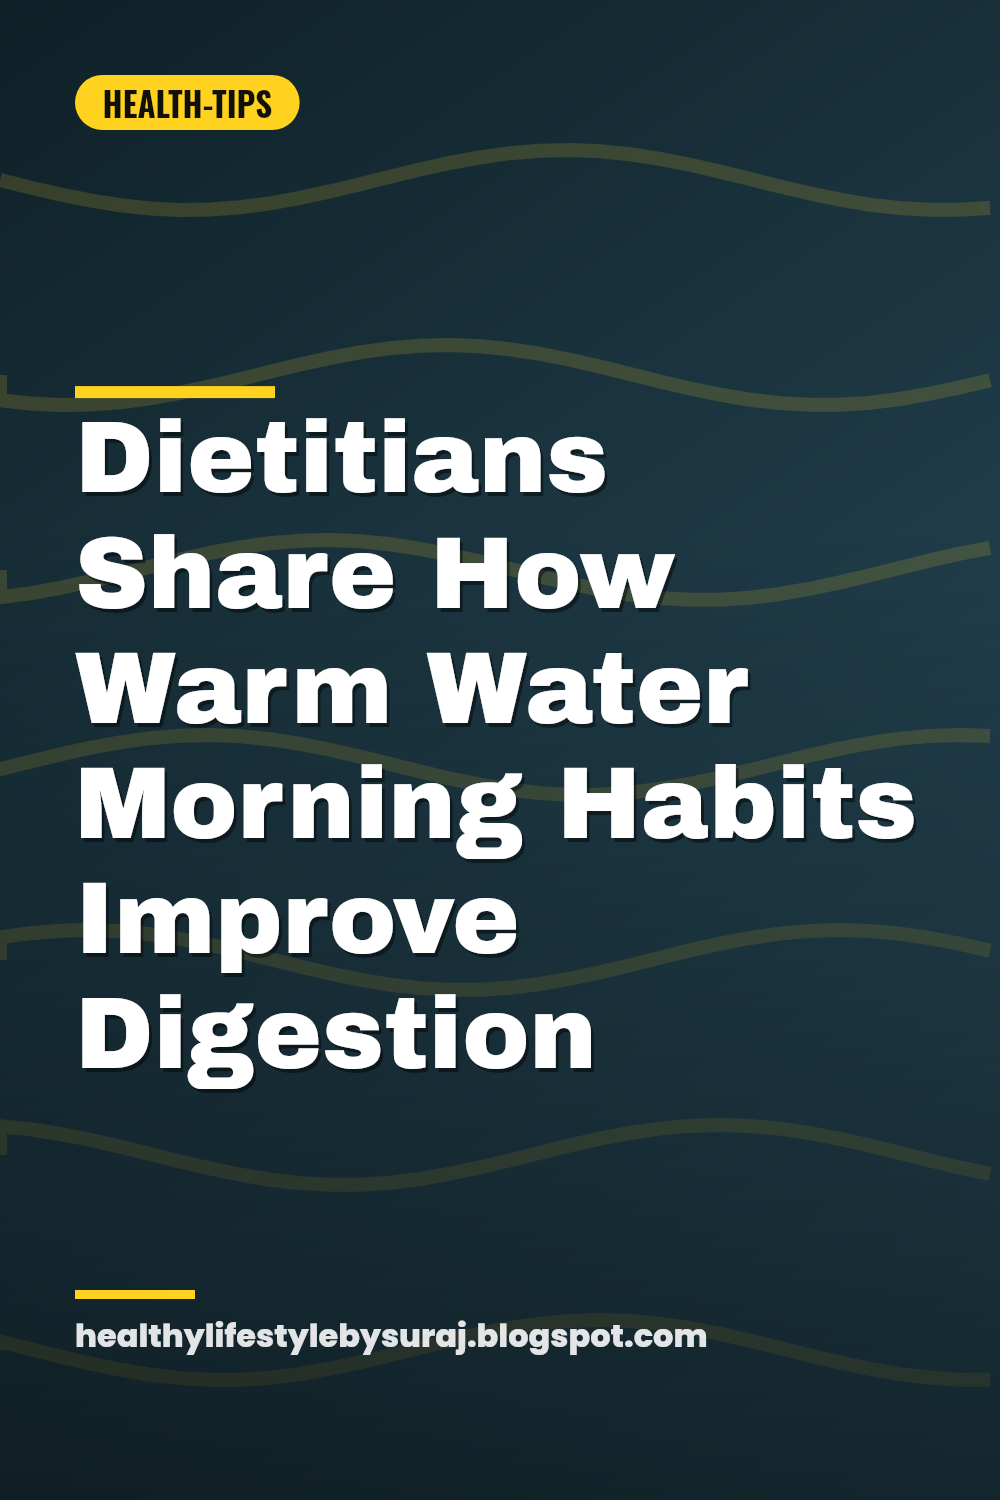 HEALTH-TIPS
Dietitians
Share How
Warm Water
Morning Habits
Improve
Digestion
healthylifestylebysuraj.blogspot.com